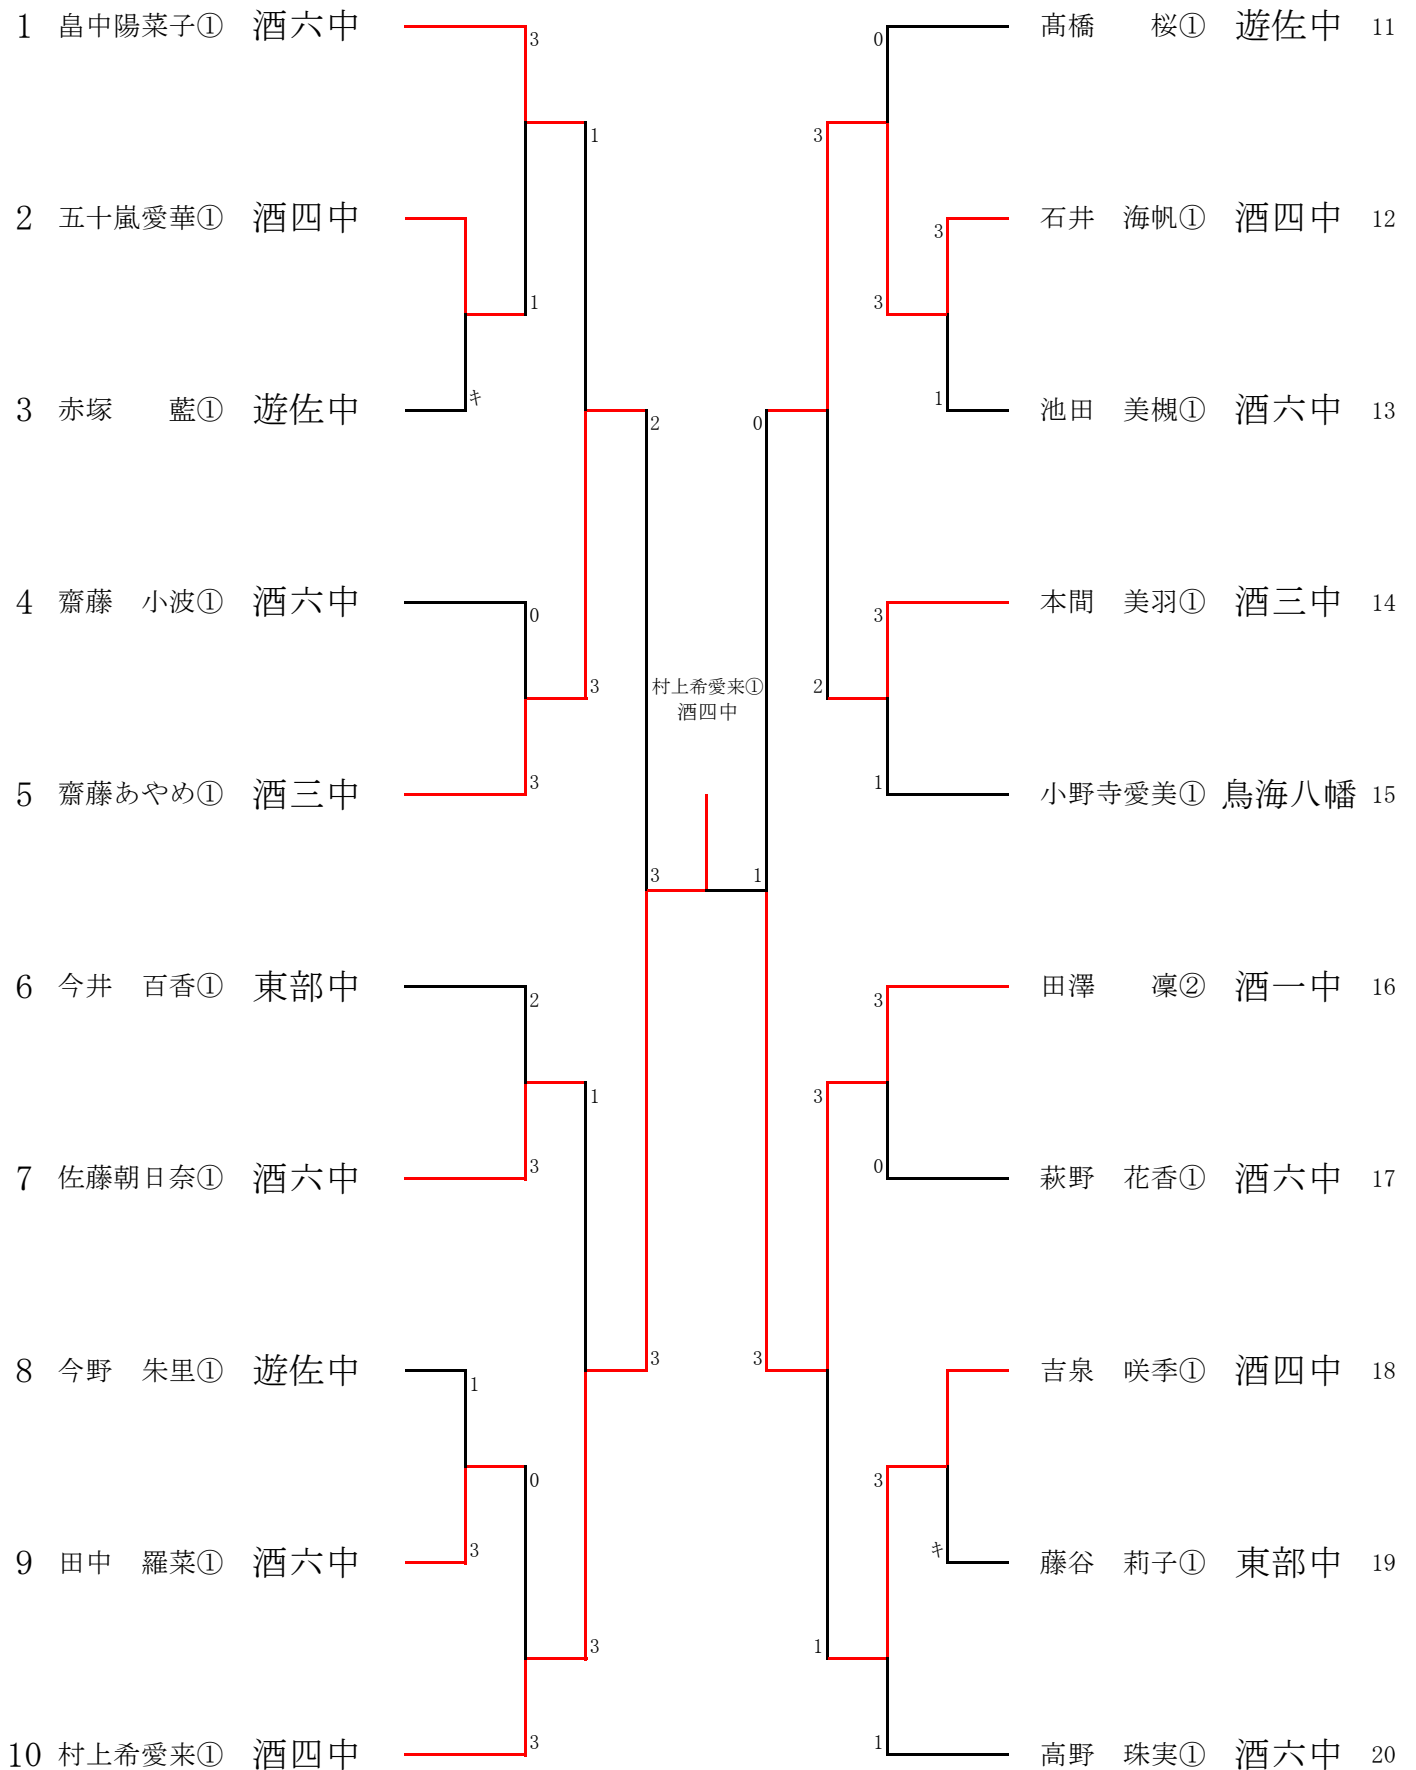 1 畠中陽菜子① 酒六中
3
1
2 五十嵐愛華① 酒四中
1
3 赤塚　　藍① 遊佐中
キ
2
4 齋藤　小波① 酒六中
0
3
5 齋藤あやめ① 酒三中
3
村上希愛来①
酒四中
3
1
6 今井　百香① 東部中
2
1
7 佐藤朝日奈① 酒六中
3
3
8 今野　朱里① 遊佐中
1
0
9 田中　羅菜① 酒六中
3
3
10 村上希愛来① 酒四中
3
0
髙橋　　桜① 遊佐中 11
3
3
石井　海帆① 酒四中 12
3
1
池田　美槻① 酒六中 13
0
3
本間　美羽① 酒三中 14
2
1
小野寺愛美① 鳥海八幡 15
3
田澤　　凜② 酒一中 16
3
0
萩野　花香① 酒六中 17
3
吉泉　咲季① 酒四中 18
3
キ
藤谷　莉子① 東部中 19
1
1
高野　珠実① 酒六中 20